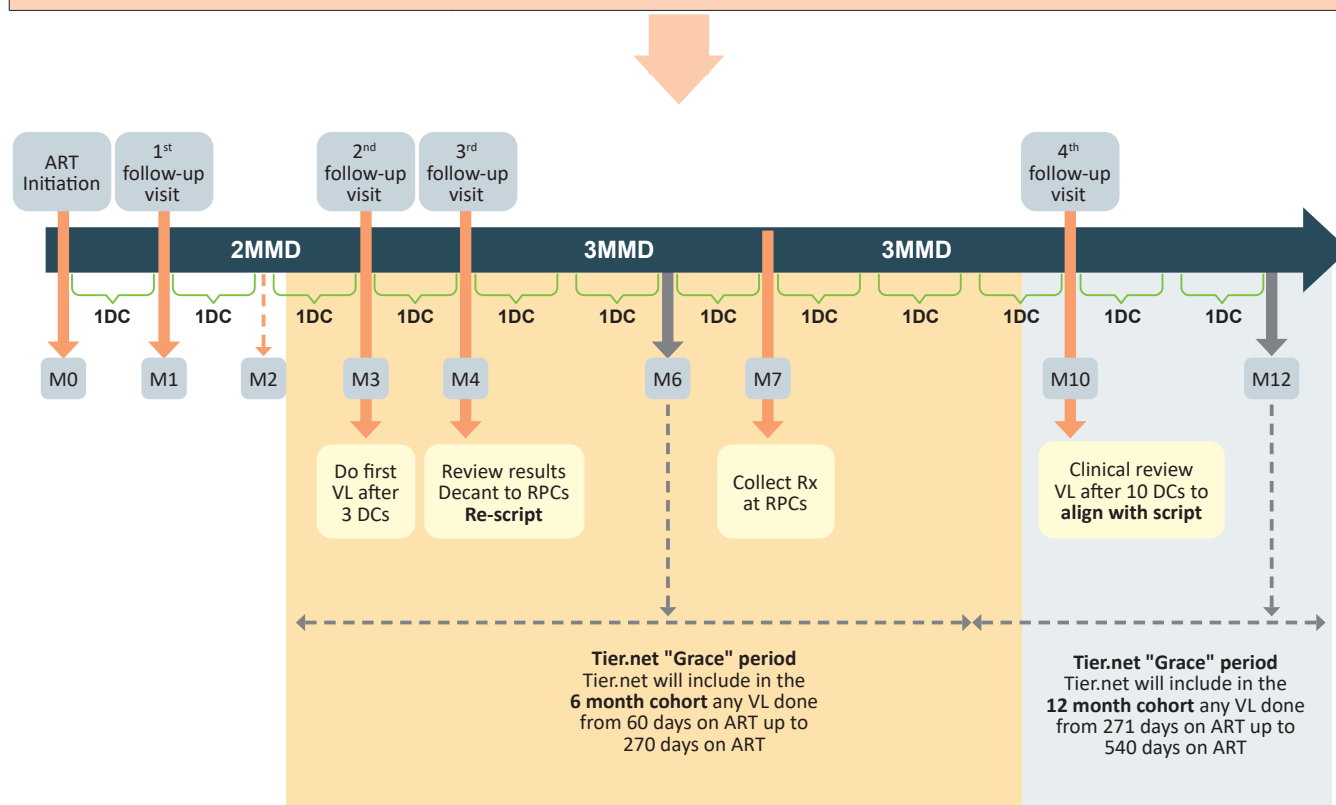 ART
Initiation
1st
follow-up
visit
2nd
follow-up
visit
3rd
follow-up
visit
4th
follow-up
visit
2MMD
3MMD
3MMD
1DC
1DC
1DC
1DC
1DC
1DC
1DC
1DC
1DC
1DC
1DC
1DC
M0
M1
M2
M3
M4
M6
M7
M10
M12
Do first
VL after
3 DCs
Review results
Decant to RPCs
Re-script
Collect Rx
at RPCs
Clinical review
VL after 10 DCs to
align with script
Tier.net "Grace" period
Tier.net will include in the
6 month cohort any VL done
from 60 days on ART up to
270 days on ART
Tier.net "Grace" period
Tier.net will include in the
12 month cohort any VL done
from 271 days on ART up to
540 days on ART